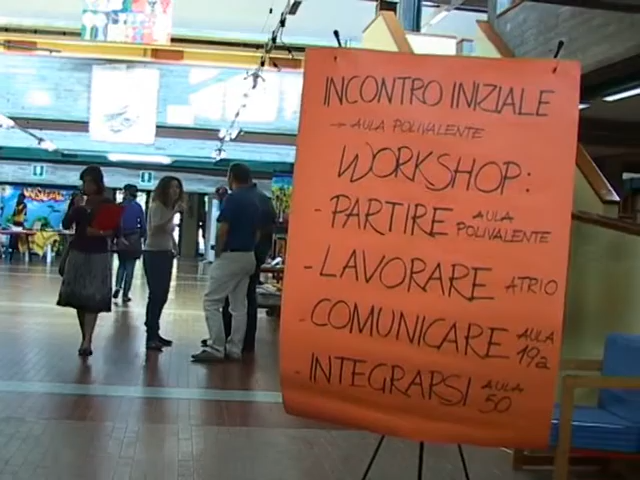 INCONTRO INIZIALE
→ AULA POLIVALENTE
WORKSHOP:
- PARTIRE AULA POLIVALENTE
- LAVORARE ATRIO
- COMUNICARE AULA 19a
- INTEGRARSI AULA 50